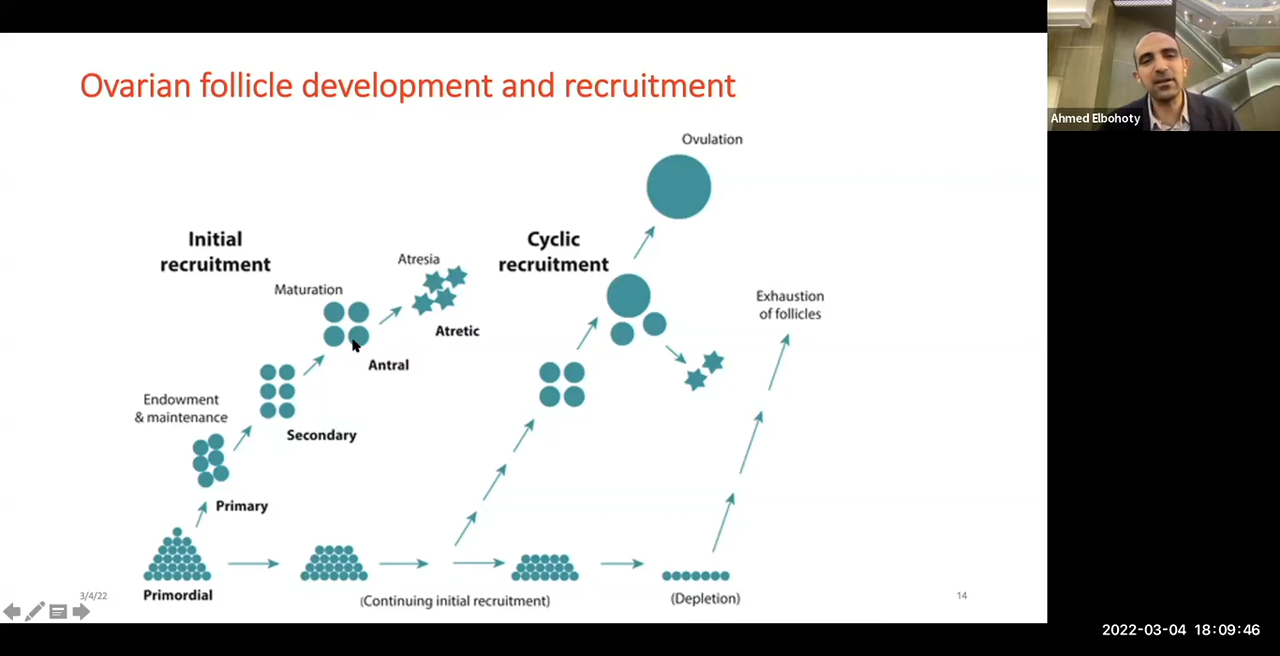 Ovarian follicle development and recruitment
Ahmed Elbohoty
Ovulation
Initial
recruitment
Cyclic
recruitment
Atresia
Maturation
Atretic
Antral
Exhaustion
of follicles
Endowment
& maintenance
Secondary
Primary
Primordial
(Continuing initial recruitment)
(Depletion)
3/4/22
14
2022-03-04 18:09:46